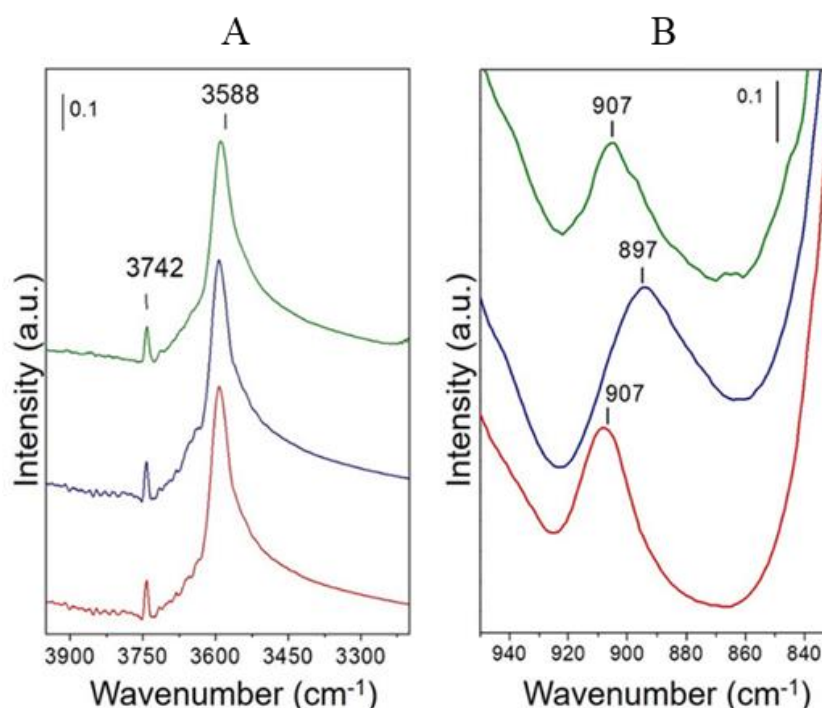 A
B
0.1
3588
3742
Intensity (a.u.)
3900 3750 3600 3450 3300
Wavenumber (cm-1)
0.1
907
897
907
Intensity (a.u.)
940 920 900 880 860 840
Wavenumber (cm-1)